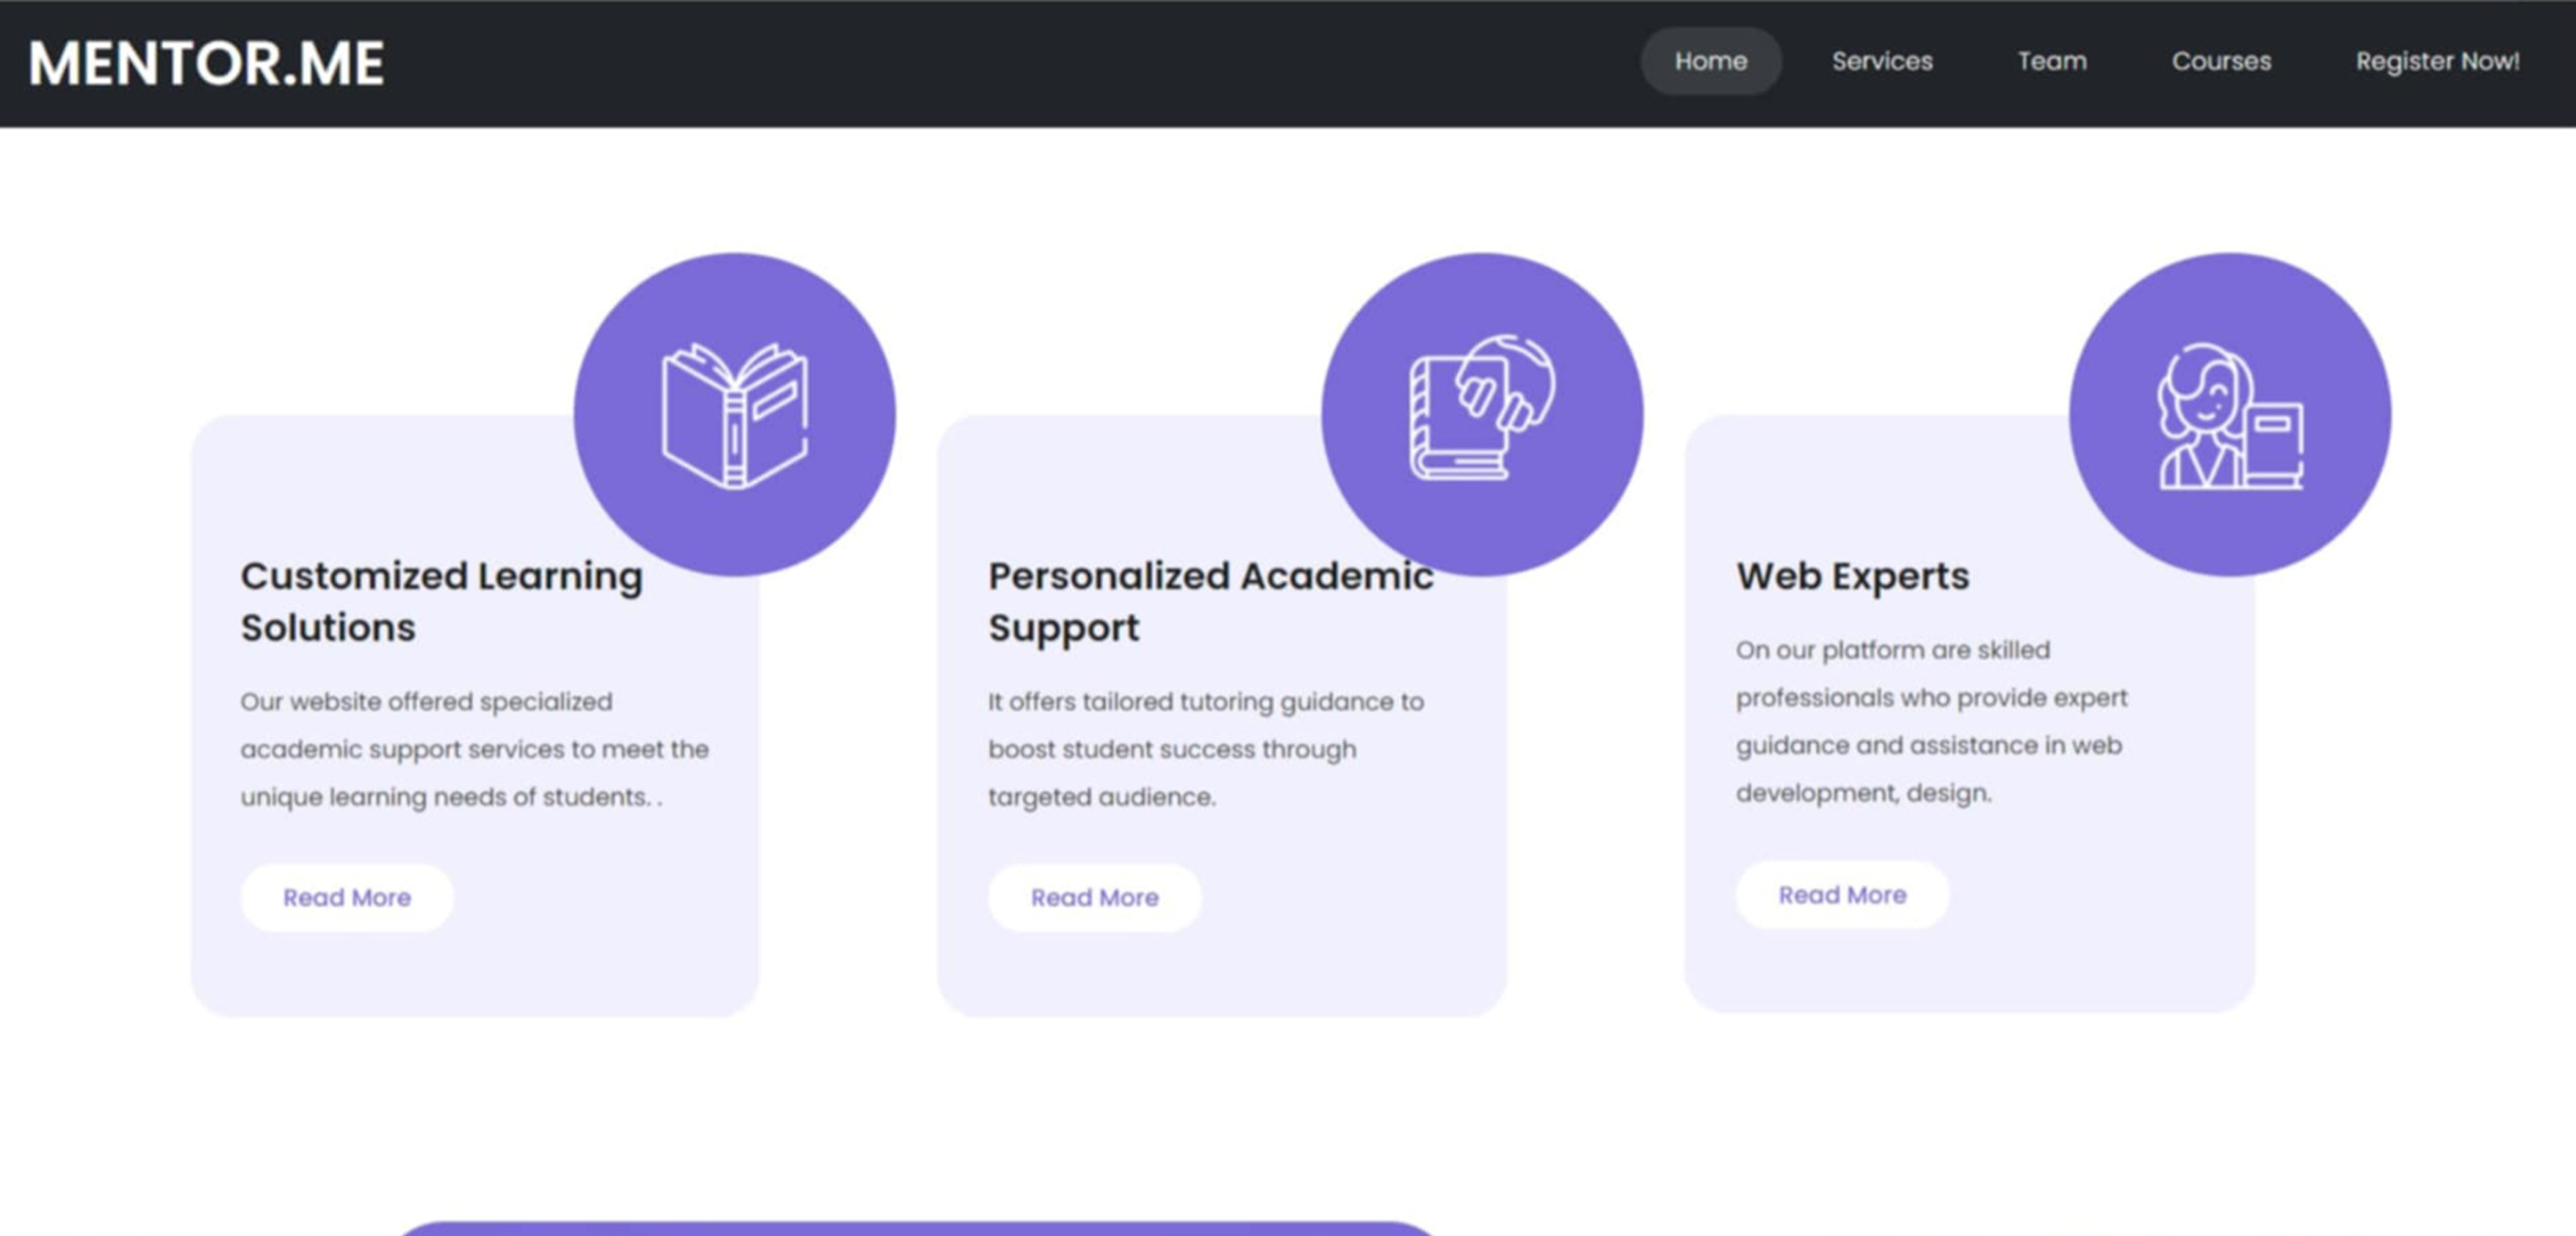 MENTOR.ME
Home
Services
Team
Courses
Register Now!
Customized Learning
Solutions
Our website offered specialized
academic support services to meet the
unique learning needs of students. .
Read More
Personalized Academic
Support
It offers tailored tutoring guidance to
boost student success through
targeted audience.
Read More
Web Experts
On our platform are skilled
professionals who provide expert
guidance and assistance in web
development, design.
Read More